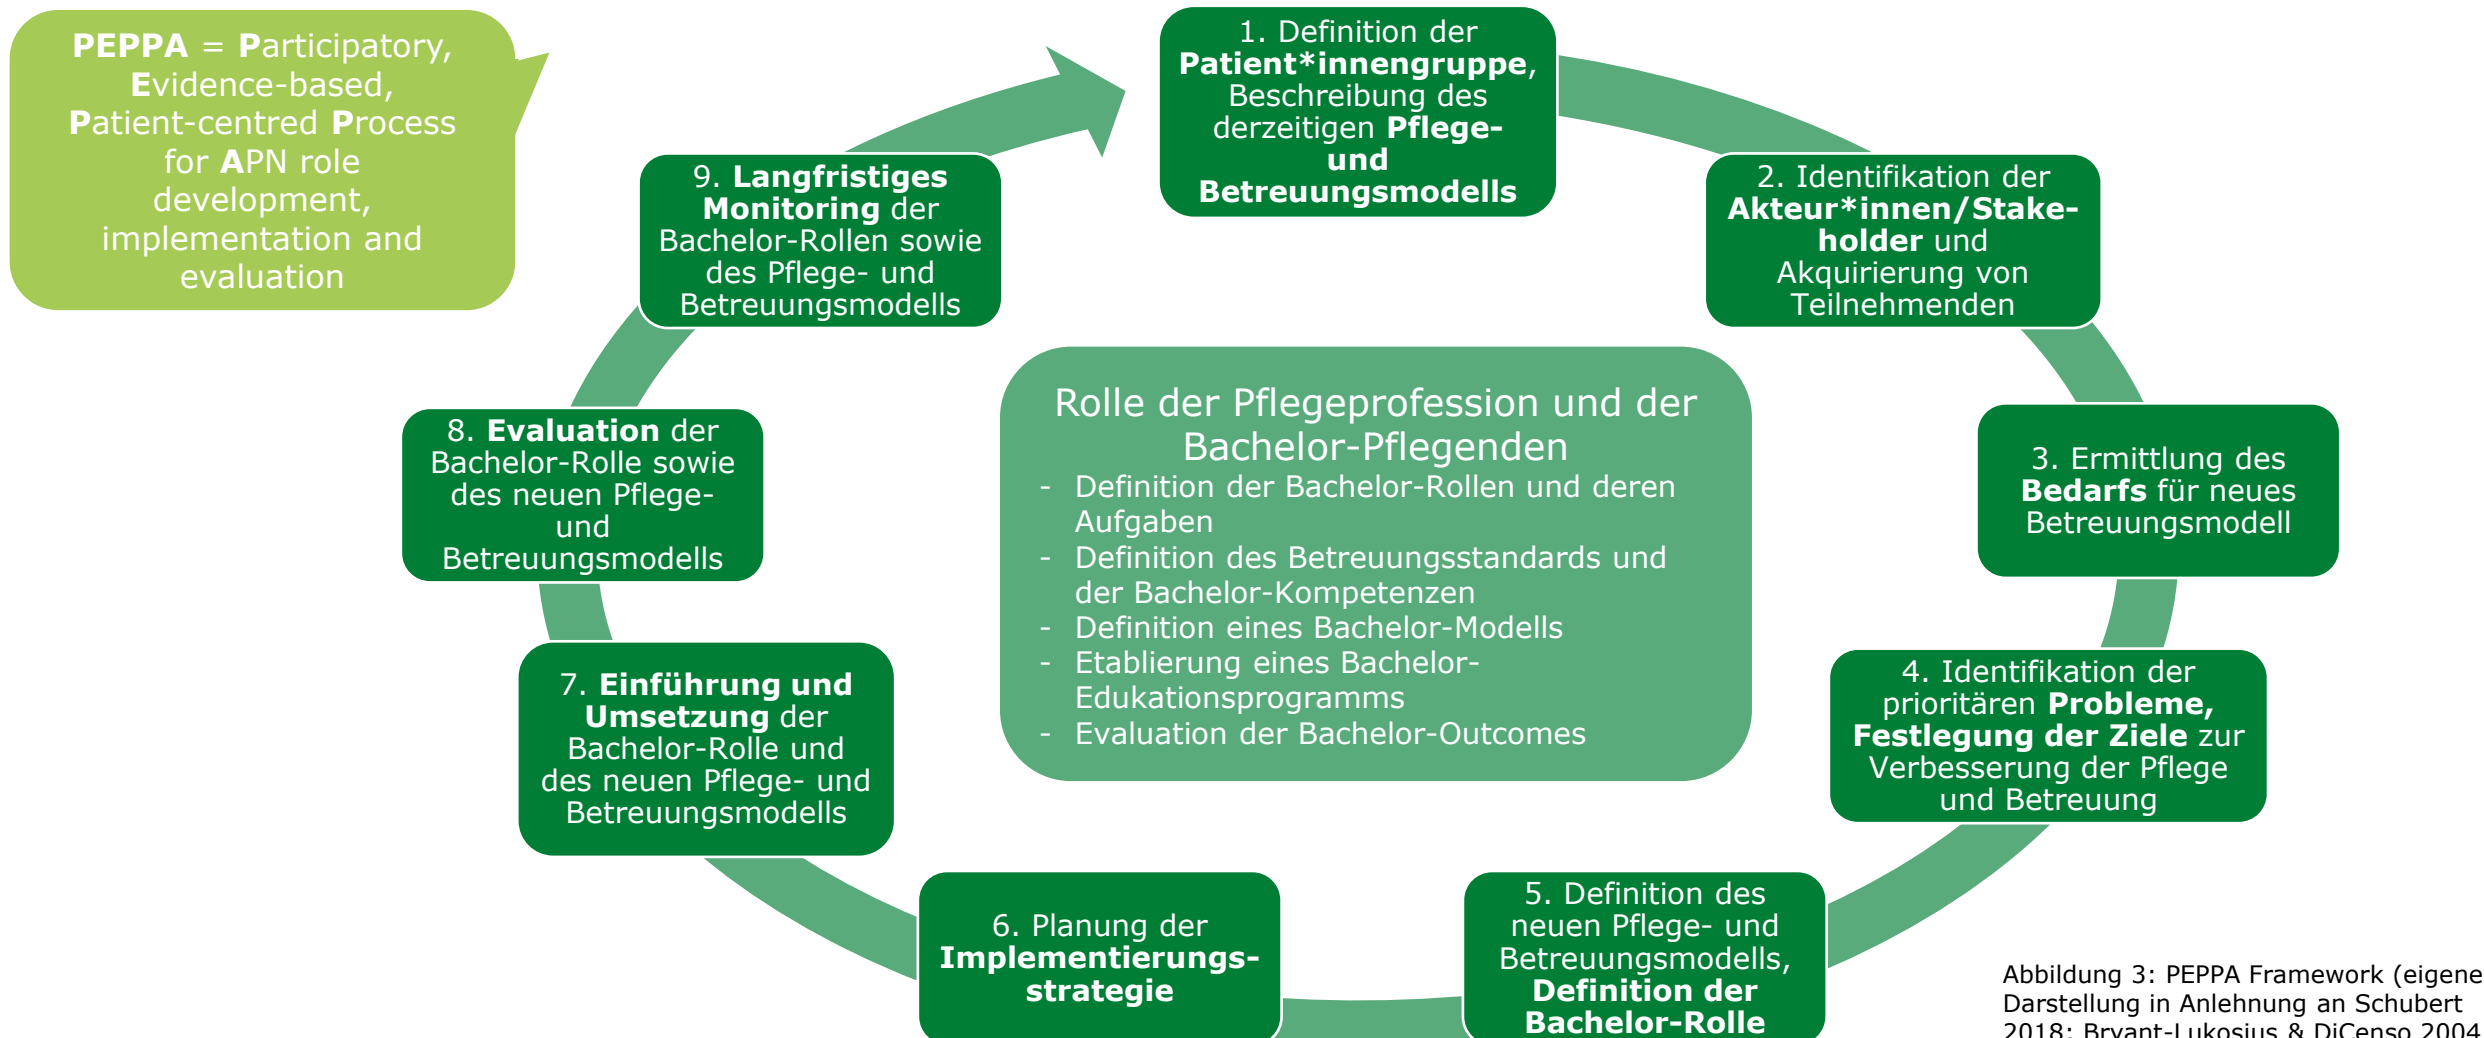 PEPPA = Participatory,
Evidence-based,
Patient-centred Process
for APN role
development,
implementation and
evaluation
1. Definition der
Patient*innengruppe,
Beschreibung des
derzeitigen Pflege-
und
Betreuungsmodells
2. Identifikation der
Akteur*innen/Stake-
holder und
Akquirierung von
Teilnehmenden
3. Ermittlung des
Bedarfs für neues
Betreuungsmodell
4. Identifikation der
prioritären Probleme,
Festlegung der Ziele zur
Verbesserung der Pflege
und Betreuung
5. Definition des
neuen Pflege- und
Betreuungsmodells,
Definition der
Bachelor-Rolle
6. Planung der
Implementierungs-
strategie
7. Einführung und
Umsetzung der
Bachelor-Rolle und
des neuen Pflege- und
Betreuungsmodells
8. Evaluation der
Bachelor-Rolle sowie
des neuen Pflege-
und
Betreuungsmodells
9. Langfristiges
Monitoring der
Bachelor-Rollen sowie
des Pflege- und
Betreuungsmodells
Rolle der Pflegeprofession und der
Bachelor-Pflegenden
- Definition der Bachelor-Rollen und deren
Aufgaben
- Definition des Betreuungsstandards und
der Bachelor-Kompetenzen
- Definition eines Bachelor-Modells
- Etablierung eines Bachelor-
Edukationsprogramms
- Evaluation der Bachelor-Outcomes
Abbildung 3: PEPPA Framework (eigene
Darstellung in Anlehnung an Schubert
2018; Bryant-Lukosius & DiCenso 2004